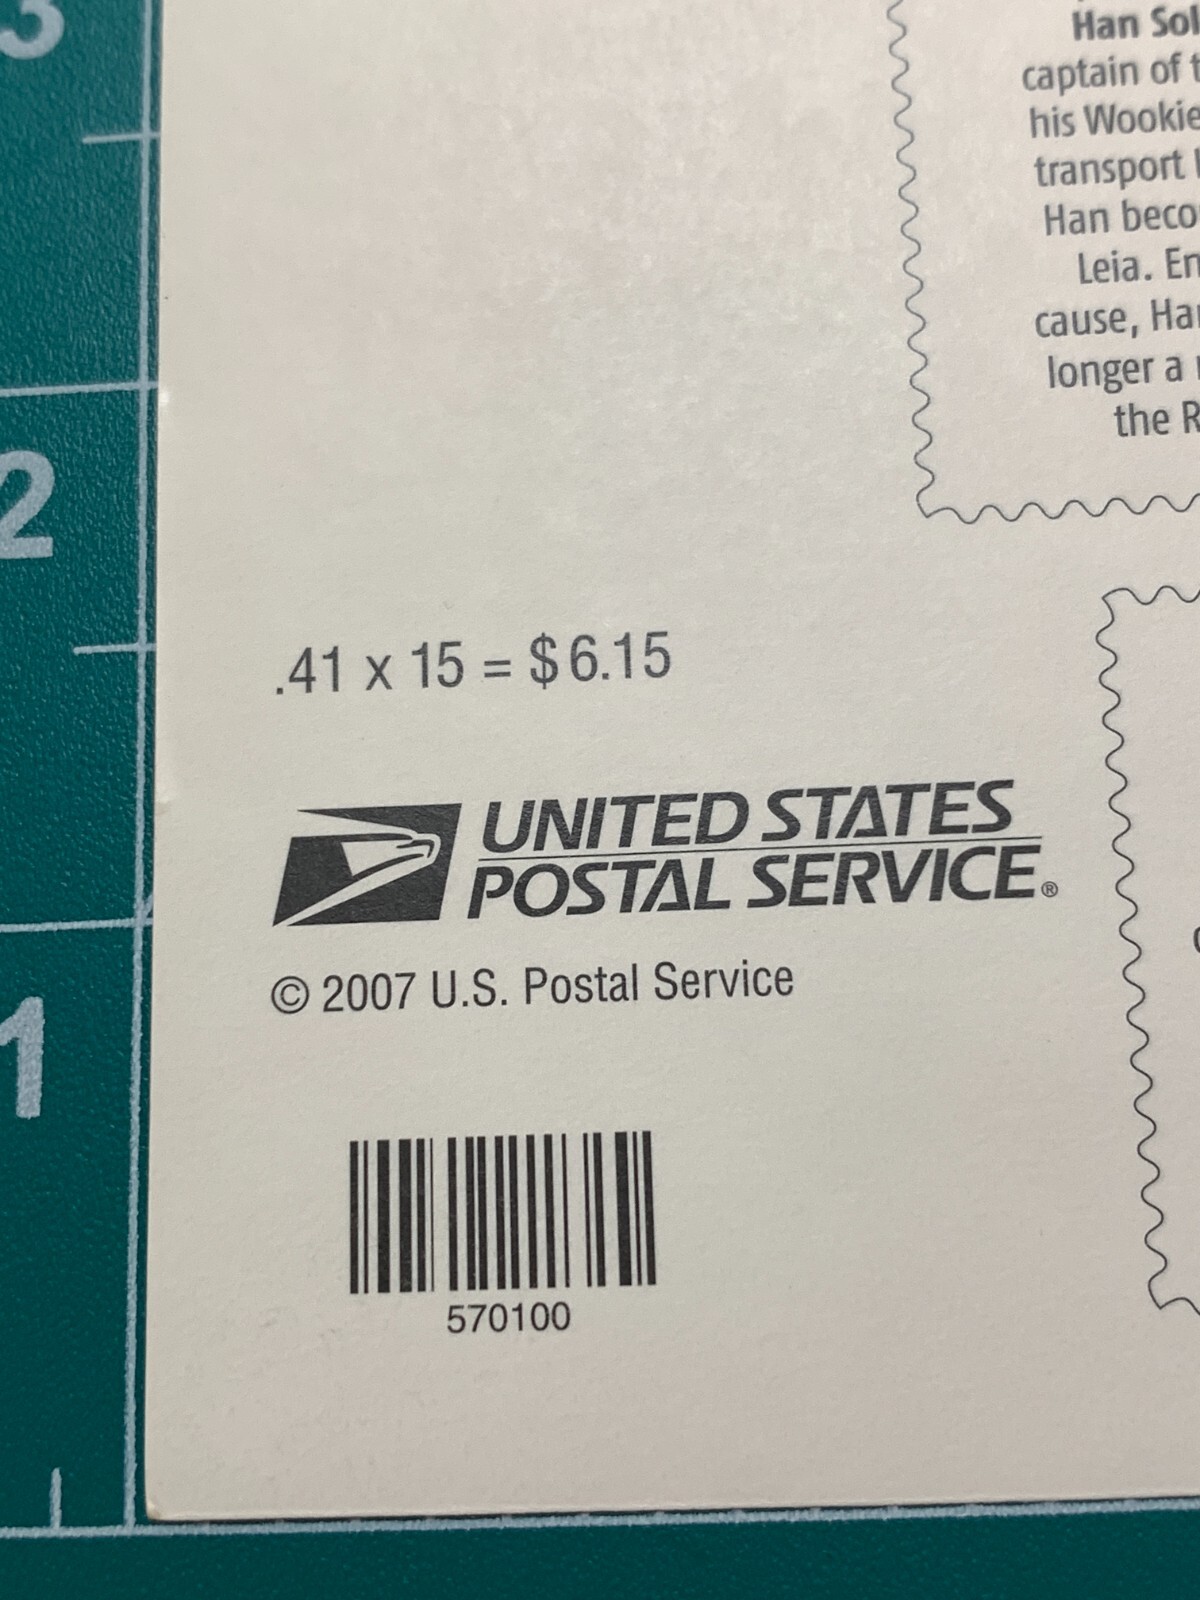 3
2
1
Han Sol
captain of t
his Wookie
transport
Han beco
Leia. En
cause, Ha
longer a
the R
.41 x 15 = $6.15
UNITED STATES
POSTAL SERVICE®
© 2007 U.S. Postal Service
570100